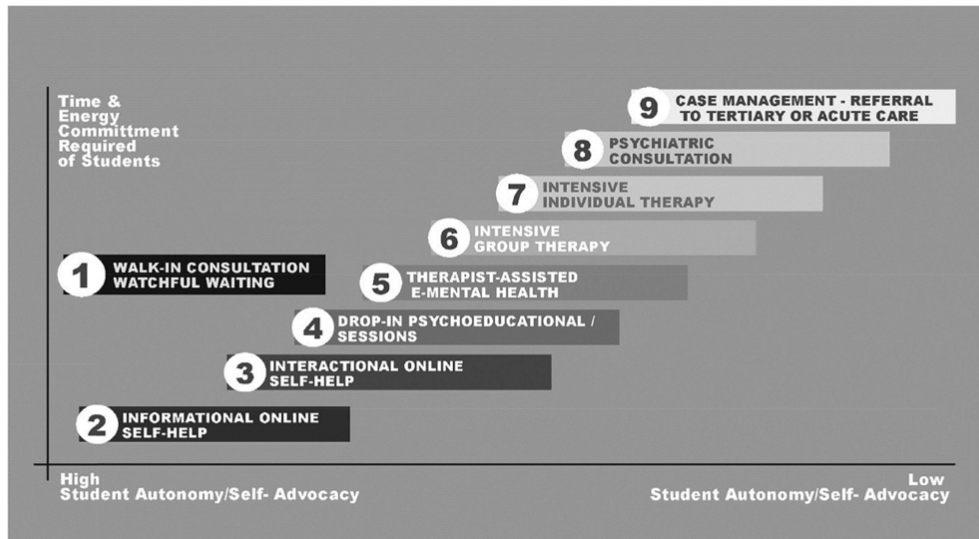 Time &
Energy
Committment
Required
of Students
9 CASE MANAGEMENT - REFERRAL
TO TERTIARY OR ACUTE CARE
8 PSYCHIATRIC
CONSULTATION
7 INTENSIVE
INDIVIDUAL THERAPY
6 INTENSIVE
GROUP THERAPY
1 WALK-IN CONSULTATION
WATCHFUL WAITING
5 THERAPIST-ASSISTED
E-MENTAL HEALTH
4 DROP-IN PSYCHOEDUCATIONAL /
SESSIONS
3 INTERACTIONAL ONLINE
SELF-HELP
2 INFORMATIONAL ONLINE
SELF-HELP
High
Student Autonomy/Self- Advocacy
Low
Student Autonomy/Self- Advocacy